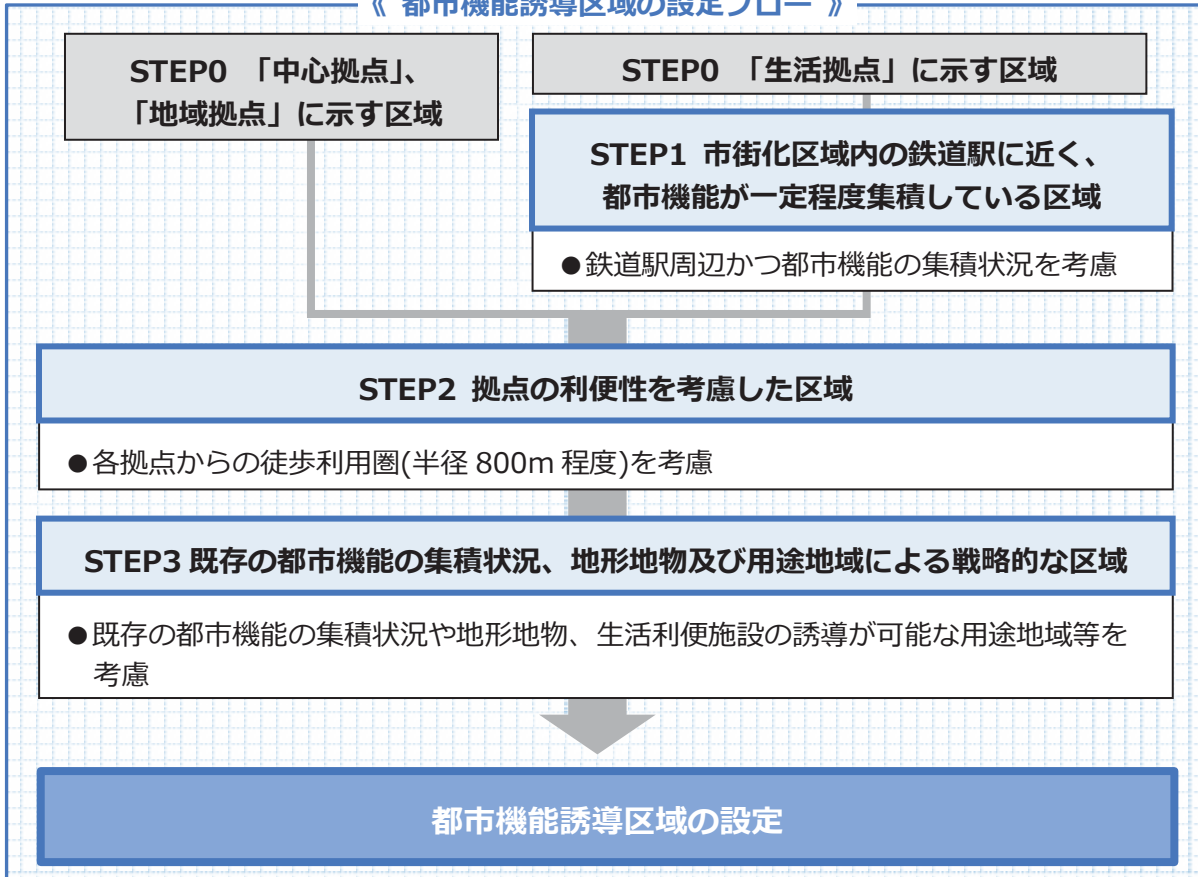 《 都市機能誘導区域の設定フロー 》
STEP0 「中心拠点」、
「地域拠点」に示す区域
STEP0 「生活拠点」に示す区域
STEP1 市街化区域内の鉄道駅に近く、
都市機能が一定程度集積している区域
●鉄道駅周辺かつ都市機能の集積状況を考慮
STEP2 拠点の利便性を考慮した区域
●各拠点からの徒歩利用圏(半径 800m 程度)を考慮
STEP3 既存の都市機能の集積状況、地形地物及び用途地域による戦略的な区域
●既存の都市機能の集積状況や地形地物、生活利便施設の誘導が可能な用途地域等を
考慮
都市機能誘導区域の設定